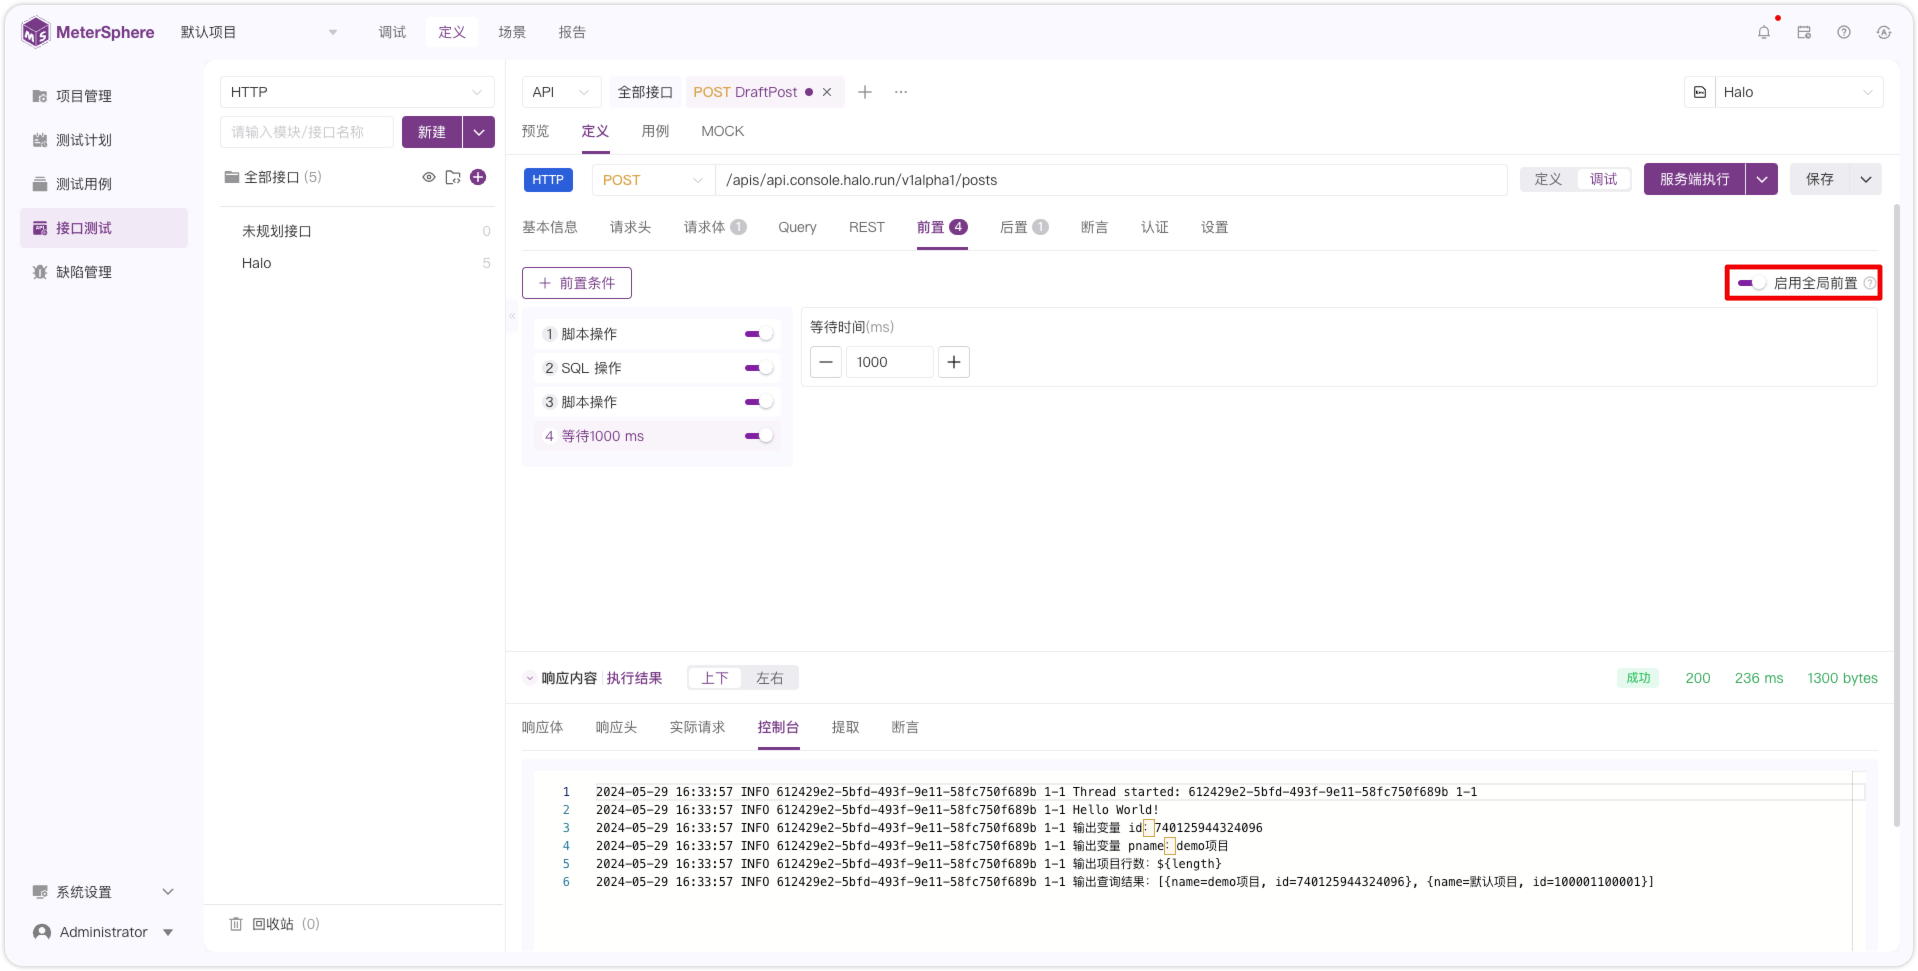 MeterSphere 默认项目 调试 定义 场景 报告
项目管理
测试计划
测试用例
接口测试
缺陷管理
系统设置
Administrator
HTTP
请输入模块/接口名称 新建
全部接口 (5)
未规划接口 0
Halo 5
回收站 (0)
API 全部接口 POST DraftPost Halo
预览 定义 用例 MOCK
HTTP POST /apis/api.console.halo.run/v1alpha1/posts 定义 调试 服务端执行 保存
基本信息 请求头 请求体 1 Query REST 前置 4 后置 1 断言 认证 设置
前置条件 启用全局前置
1 脚本操作
2 SQL 操作
3 脚本操作
4 等待1000 ms
等待时间(ms)
1000
响应内容 执行结果 上下 左右 成功 200 236 ms 1300 bytes
响应体 响应头 实际请求 控制台 提取 断言
1 2024-05-29 16:33:57 INFO 612429e2-5bfd-493f-9e11-58fc750f689b 1-1 Thread started: 612429e2-5bfd-493f-9e11-58fc750f689b 1-1
2 2024-05-29 16:33:57 INFO 612429e2-5bfd-493f-9e11-58fc750f689b 1-1 Hello World!
3 2024-05-29 16:33:57 INFO 612429e2-5bfd-493f-9e11-58fc750f689b 1-1 输出变量 id：740125944324096
4 2024-05-29 16:33:57 INFO 612429e2-5bfd-493f-9e11-58fc750f689b 1-1 输出变量 pname：demo项目
5 2024-05-29 16:33:57 INFO 612429e2-5bfd-493f-9e11-58fc750f689b 1-1 输出项目行数: ${length}
6 2024-05-29 16:33:57 INFO 612429e2-5bfd-493f-9e11-58fc750f689b 1-1 输出查询结果: [{name=demo项目, id=740125944324096}, {name=默认项目, id=100001100001}]